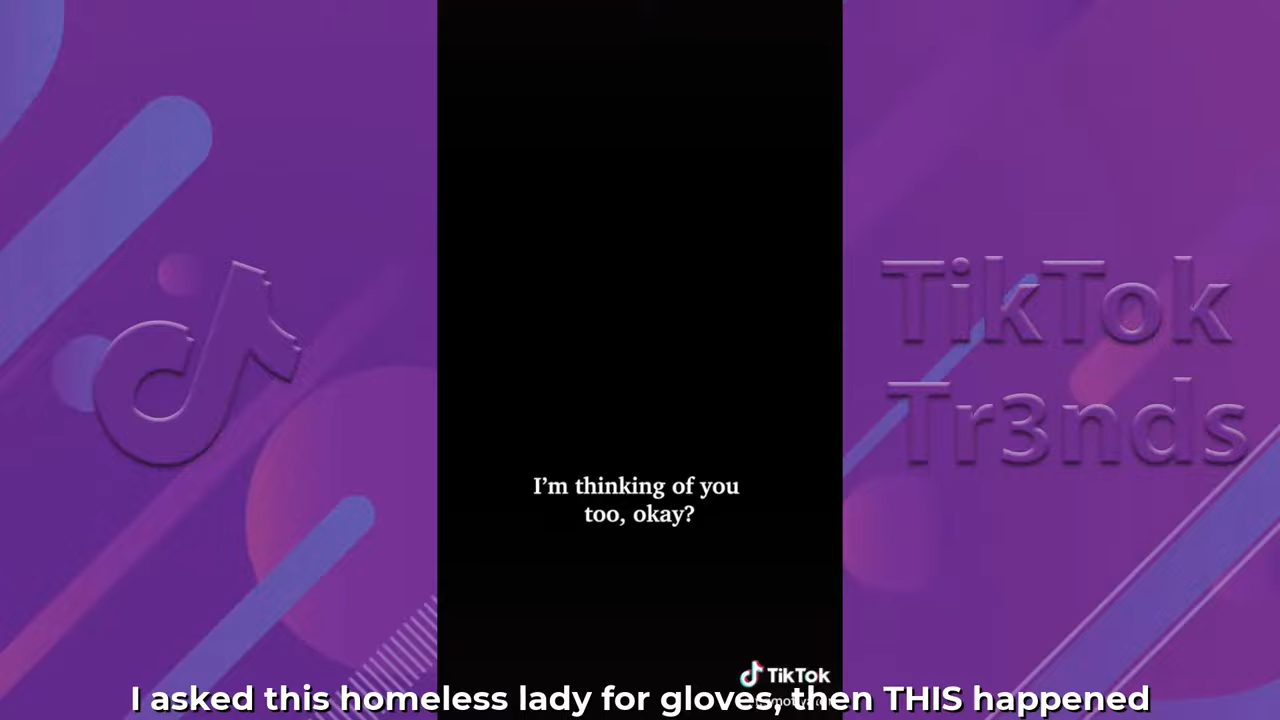 TikTok
Tr3nds
I'm thinking of you
too, okay?
TikTok
I asked this homeless lady for gloves, then THIS happened